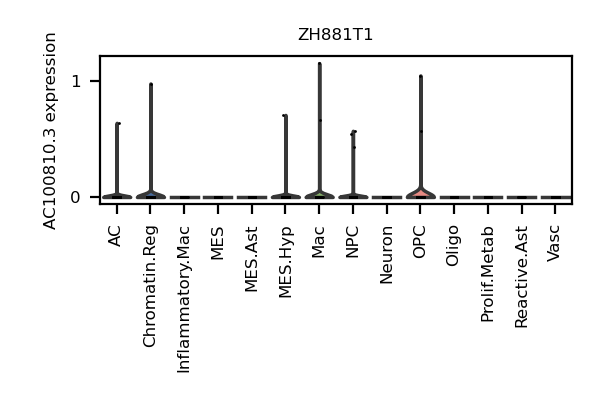 ZH881T1
AC100810.3 expression
1
0
AC
Chromatin.Reg
Inflammatory.Mac
MES
MES.Ast
MES.Hyp
Mac
NPC
Neuron
OPC
Oligo
Prolif.Metab
Reactive.Ast
Vasc